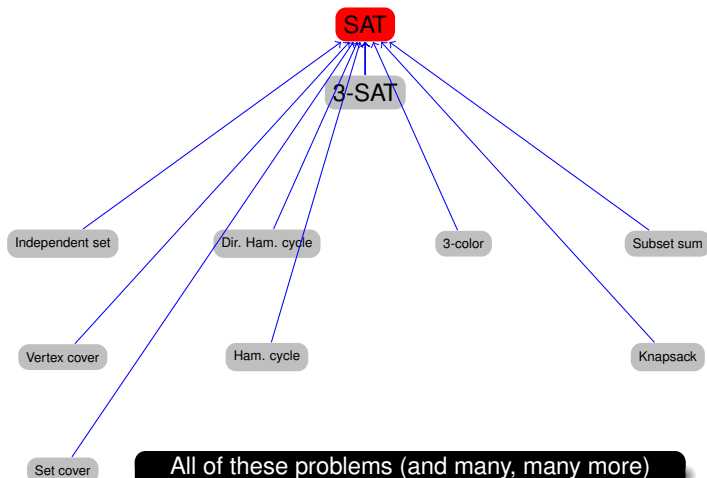 SAT
3-SAT
Independent set
Dir. Ham. cycle
3-color
Subset sum
Vertex cover
Ham. cycle
Knapsack
Set cover
All of these problems (and many, many more)